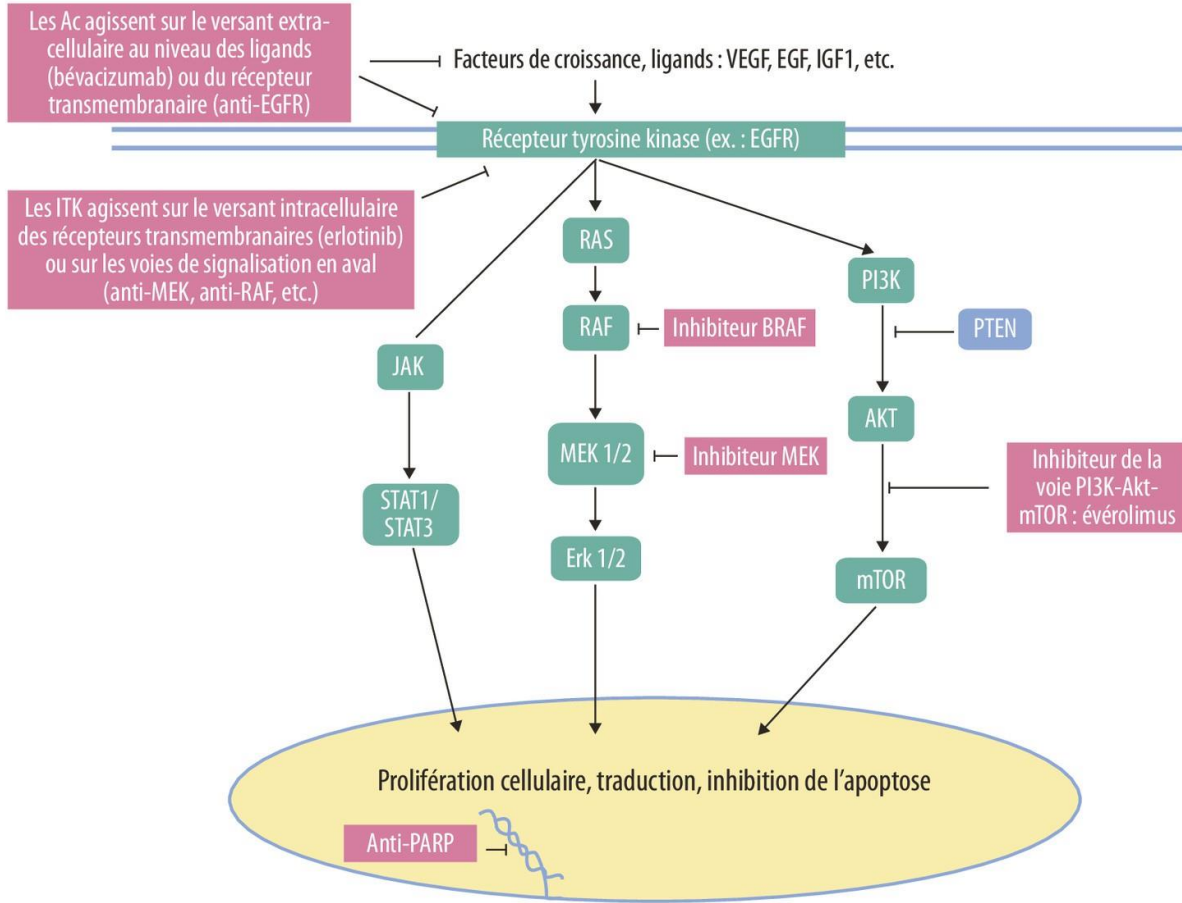 Les Ac agissent sur le versant extra-
cellulaire au niveau des ligands
(bévacizumab) ou du récepteur
transmembranaire (anti-EGFR)
Facteurs de croissance, ligands : VEGF, EGF, IGF1, etc.
Récepteur tyrosine kinase (ex. : EGFR)
Les ITK agissent sur le versant intracellulaire
des récepteurs transmembranaires (erlotinib)
ou sur les voies de signalisation en aval
(anti-MEK, anti-RAF, etc.)
RAS
PI3K
RAF
Inhibiteur BRAF
PTEN
JAK
AKT
MEK 1/2
Inhibiteur MEK
Inhibiteur de la
voie PI3K-Akt-
mTOR : évérolimus
STAT1/
STAT3
Erk 1/2
mTOR
Prolifération cellulaire, traduction, inhibition de l’apoptose
Anti-PARP